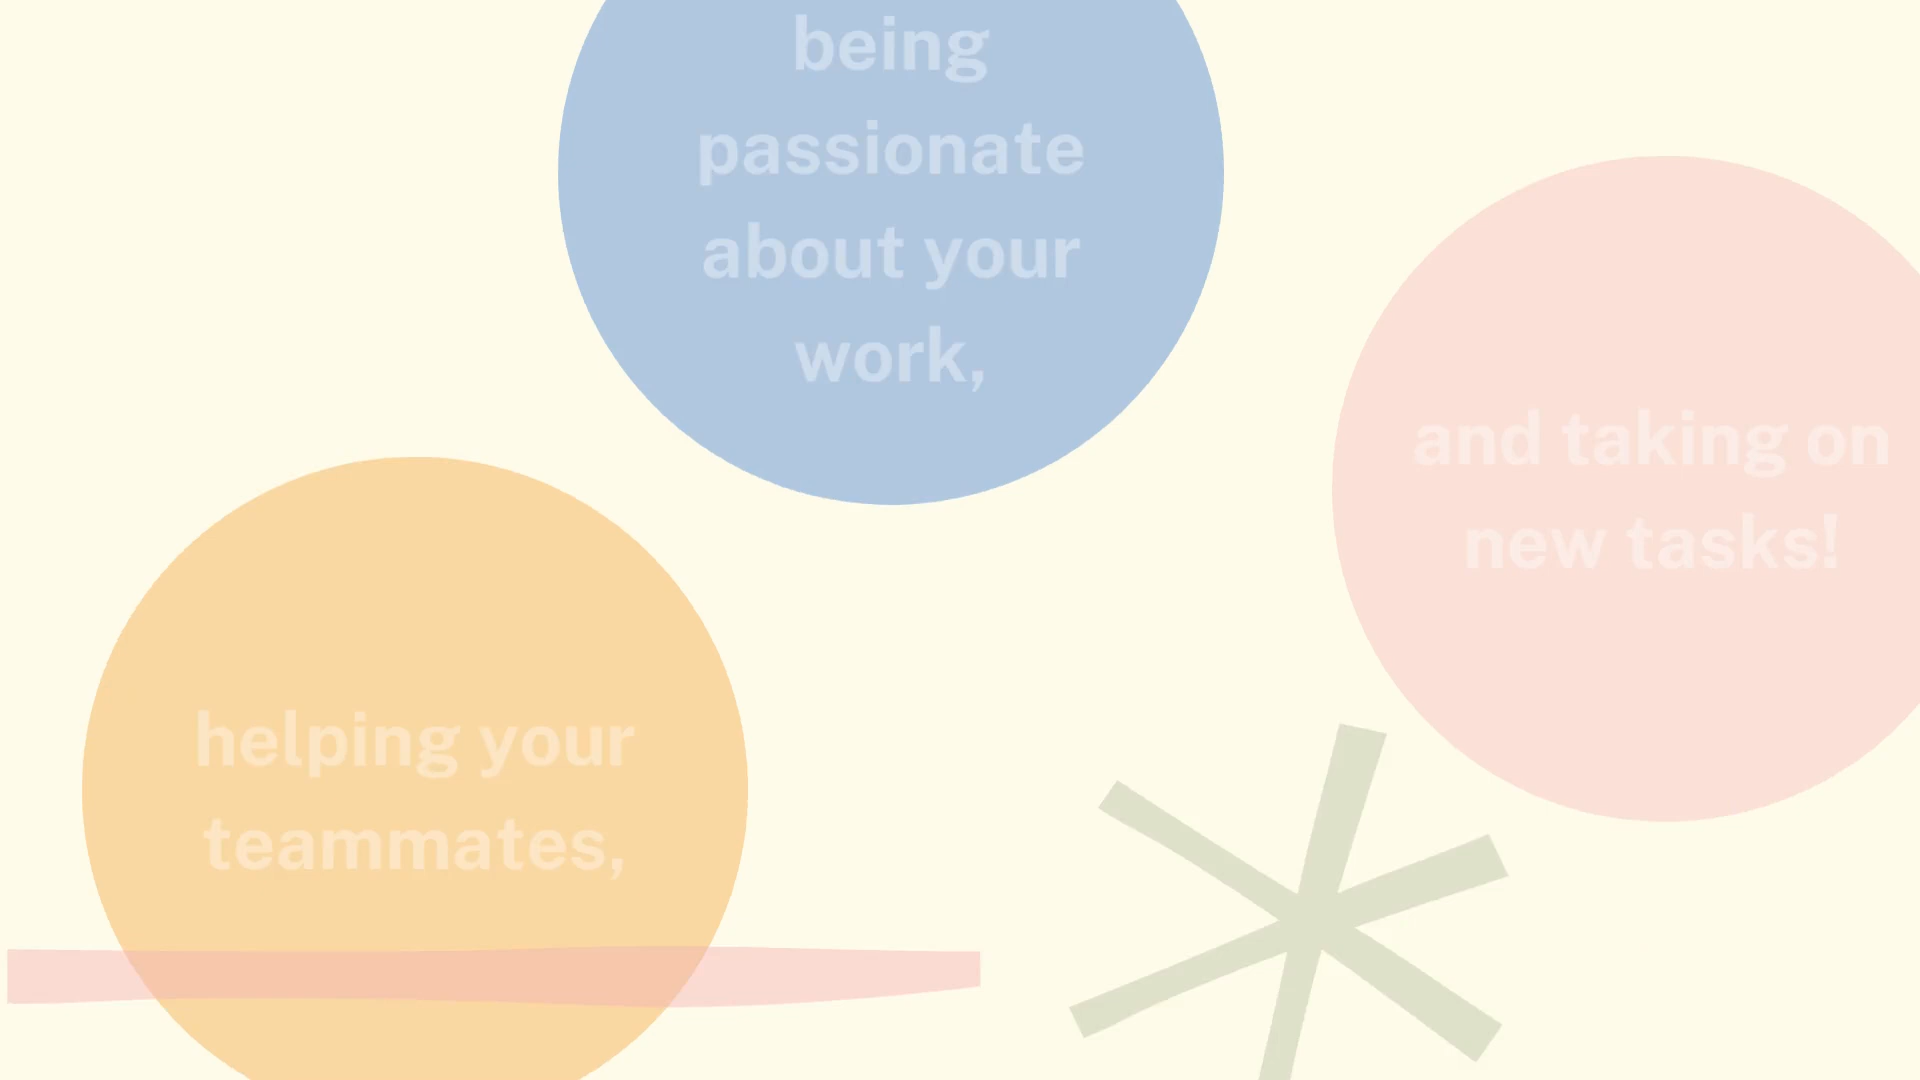 helping your
teammates,
being
passionate
about your
work,
and taking on
new tasks!